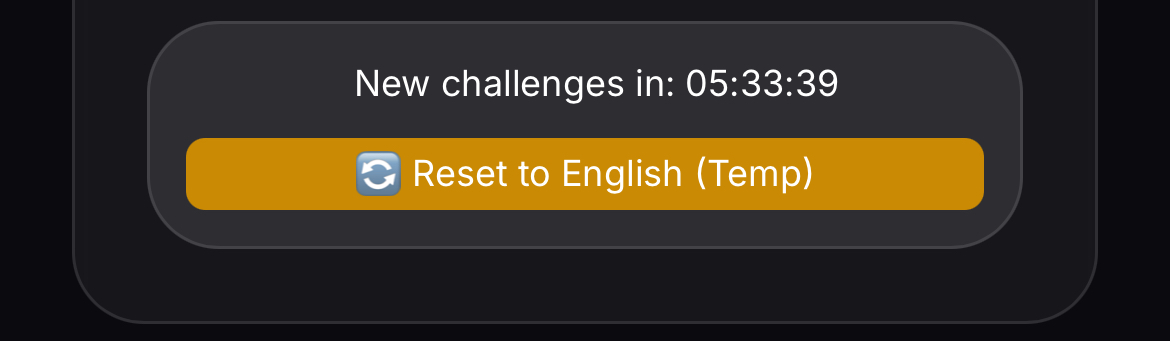 New challenges in: 05:33:39
🔄 Reset to English (Temp)